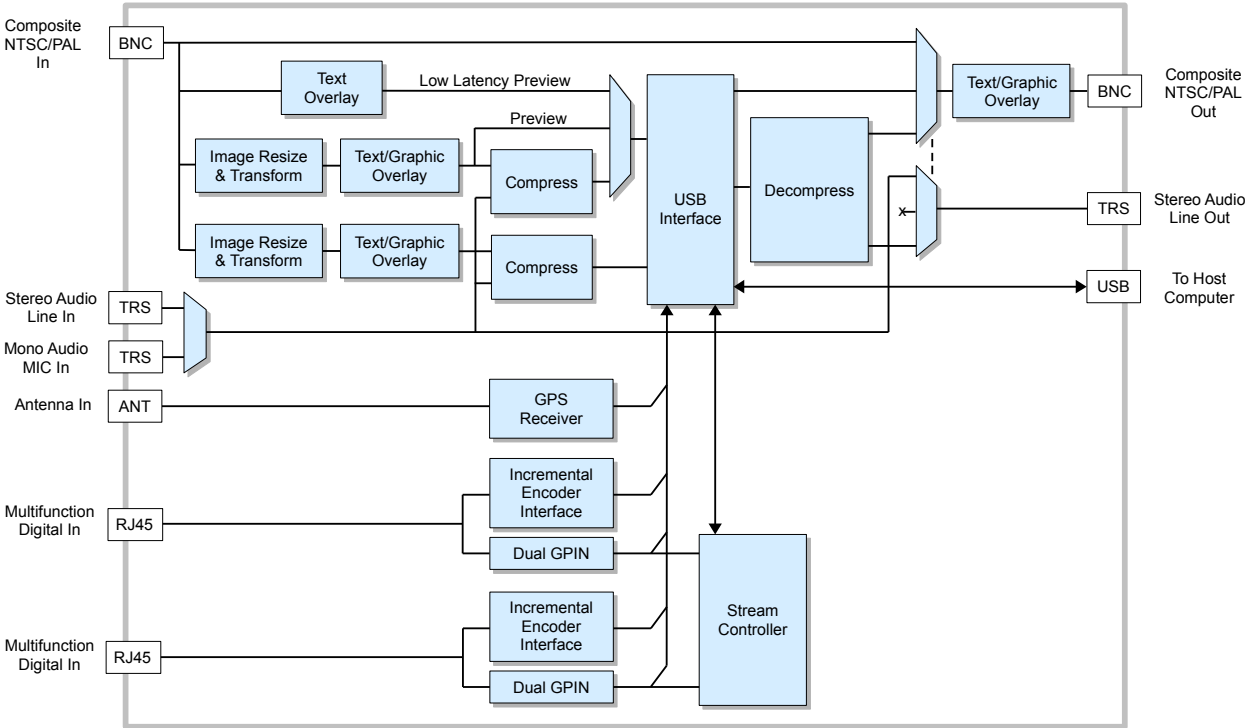 Composite
NTSC/PAL
In
BNC
Text
Overlay
Low Latency Preview
Preview
Image Resize
& Transform
Text/Graphic
Overlay
Compress
Image Resize
& Transform
Text/Graphic
Overlay
Compress
USB
Interface
Decompress
x
Text/Graphic
Overlay
BNC
Composite
NTSC/PAL
Out
TRS
Stereo Audio
Line Out
USB
To Host
Computer
Stereo Audio
Line In
TRS
Mono Audio
MIC In
TRS
Antenna In
ANT
GPS
Receiver
Multifunction
Digital In
RJ45
Incremental
Encoder
Interface
Dual GPIN
Multifunction
Digital In
RJ45
Incremental
Encoder
Interface
Dual GPIN
Stream
Controller